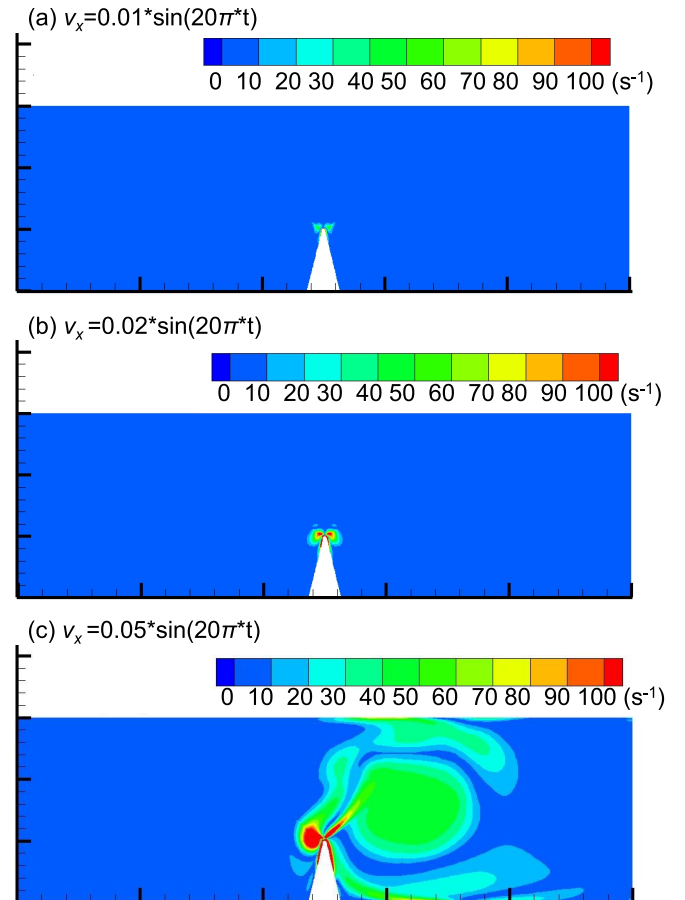 (a) vₓ=0.01*sin(20π*t)
0 10 20 30 40 50 60 70 80 90 100 (s⁻¹)
(b) vₓ=0.02*sin(20π*t)
0 10 20 30 40 50 60 70 80 90 100 (s⁻¹)
(c) vₓ=0.05*sin(20π*t)
0 10 20 30 40 50 60 70 80 90 100 (s⁻¹)